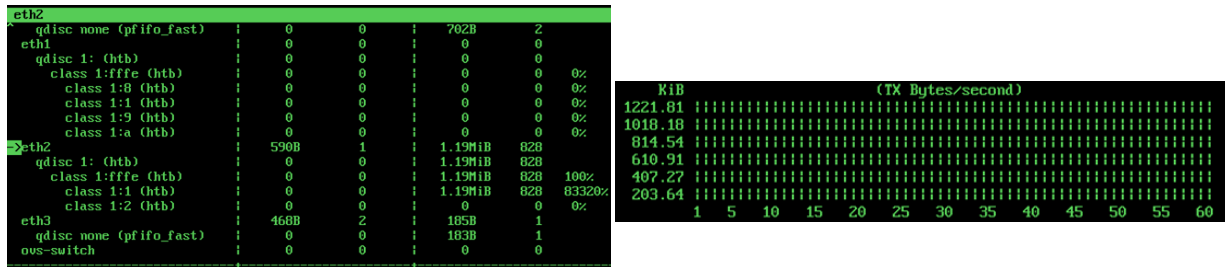 eth2
qdisc none (pfifo_fast) ¦ 0 0 ¦ 702B 2
eth1 ¦ 0 0 ¦ 0 0
qdisc 1: (htb) ¦ 0 0 ¦ 0 0
class 1:fffe (htb) ¦ 0 0 ¦ 0 0 0%
class 1:8 (htb) ¦ 0 0 ¦ 0 0 0%
class 1:1 (htb) ¦ 0 0 ¦ 0 0 0%
class 1:9 (htb) ¦ 0 0 ¦ 0 0 0%
class 1:a (htb) ¦ 0 0 ¦ 0 0 0%
->eth2 ¦ 590B 1 ¦ 1.19MiB 828
qdisc 1: (htb) ¦ 0 0 ¦ 1.19MiB 828
class 1:fffe (htb) ¦ 0 0 ¦ 1.19MiB 828 100%
class 1:1 (htb) ¦ 0 0 ¦ 1.19MiB 828 83320%
class 1:2 (htb) ¦ 0 0 ¦ 0 0 0%
eth3 ¦ 468B 2 ¦ 185B 1
qdisc none (pfifo_fast) ¦ 0 0 ¦ 183B 1
ovs-switch ¦ 0 0 ¦ 0 0
KiB (TX Bytes/second)
1221.81
1018.18
814.54
610.91
407.27
203.64
1 5 10 15 20 25 30 35 40 45 50 55 60